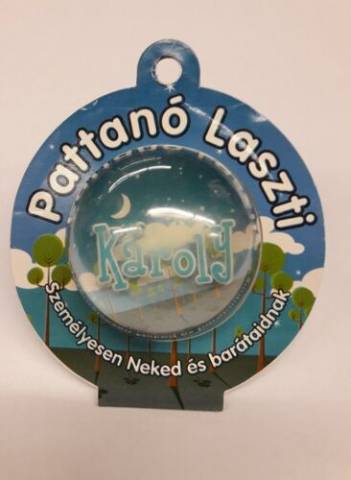 Pattanó Laszti
Károly
Személyesen Neked és barátaidnak